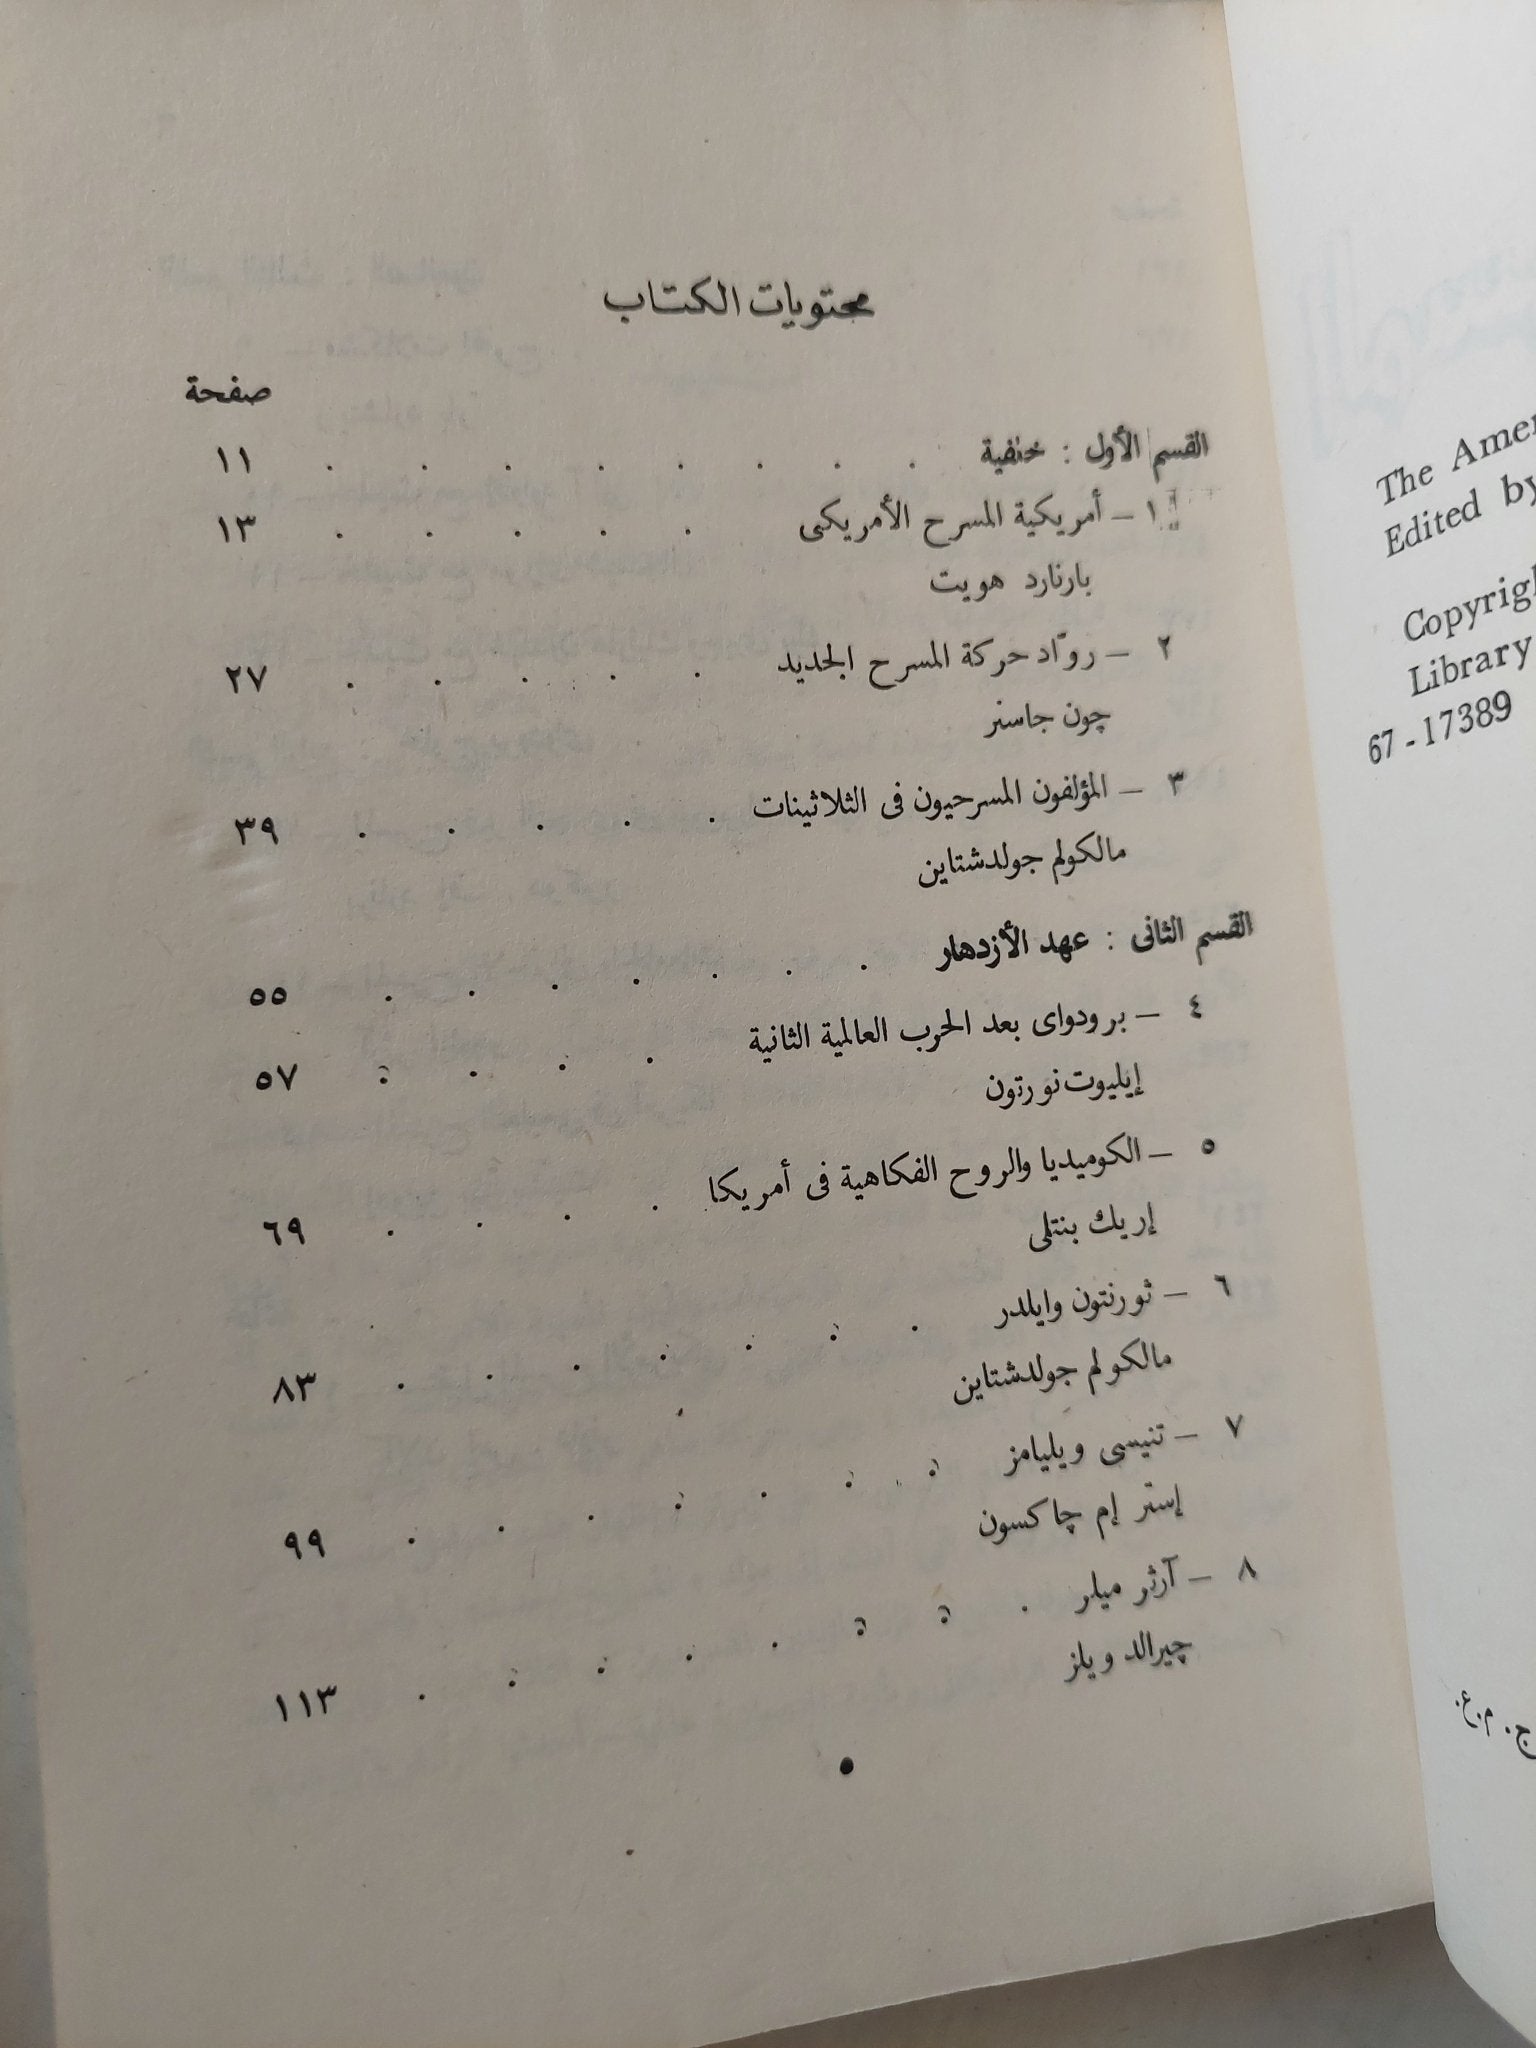 محتويات الكتاب
صفحة
القسم الأول : خلفية . . . . . . . . ١١
١ – أمريكية المسرح الأمريكى . . . . . ١٣
بارنارد هويت
٢ – روّاد حركة المسرح الجديد . . . . . ٢٧
چون جاسنر
٣ – المؤلفون المسرحيون فى الثلاثينات . . . . . ٣٩
مالكولم جولدشتاين
القسم الثانى : عهد الأزدهار . . . . . . . ٥٥
٤ – برودواى بعد الحرب العالمية الثانية . . . . ٥٧
إيليوت نورتون
٥ – الكوميديا والروح الفكاهية فى أمريكا . . . . ٦٩
إريك بنتلى
٦ – ثورنتون وايلدر . . . . . . . ٨٣
مالكولم جولدشتاين
٧ – تنيسى ويليامز . . . . . . . ٩٩
إستر إم چاكسون
٨ – آرثر ميلر . . . . . . . . ١١٣
چيرالد ويلز
The
Edited by
Library
67 - 17389